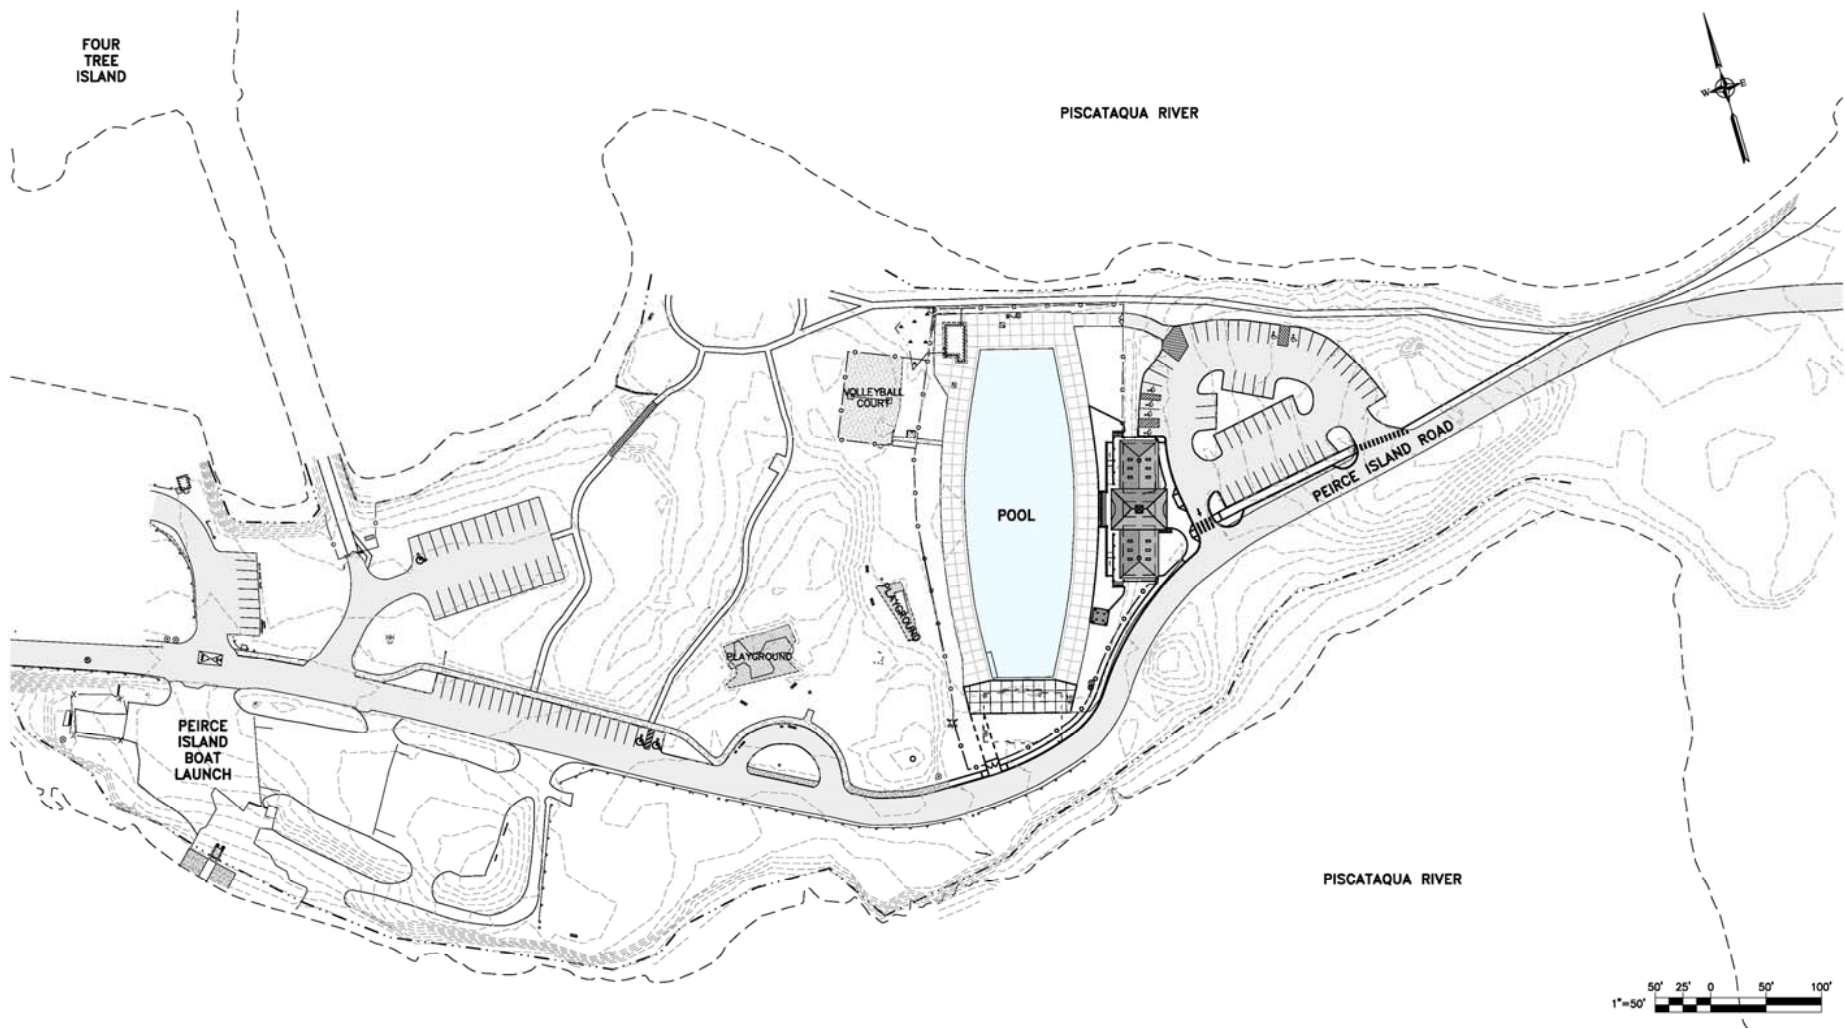 FOUR
TREE
ISLAND
PISCATAQUA RIVER
W E
VOLLEYBALL
COURT
PEIRCE ISLAND ROAD
POOL
PLAYGROUND
PLAYGROUND
PEIRCE
ISLAND
BOAT
LAUNCH
PISCATAQUA RIVER
50' 25' 0 50' 100'
1"=50'